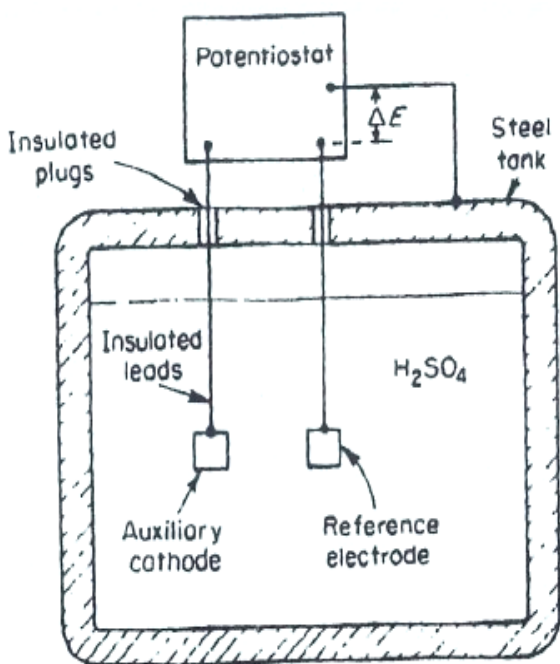 Potentiostat
ΔE
Insulated
plugs
Steel
tank
Insulated
leads
H₂SO₄
Auxiliary
cathode
Reference
electrode